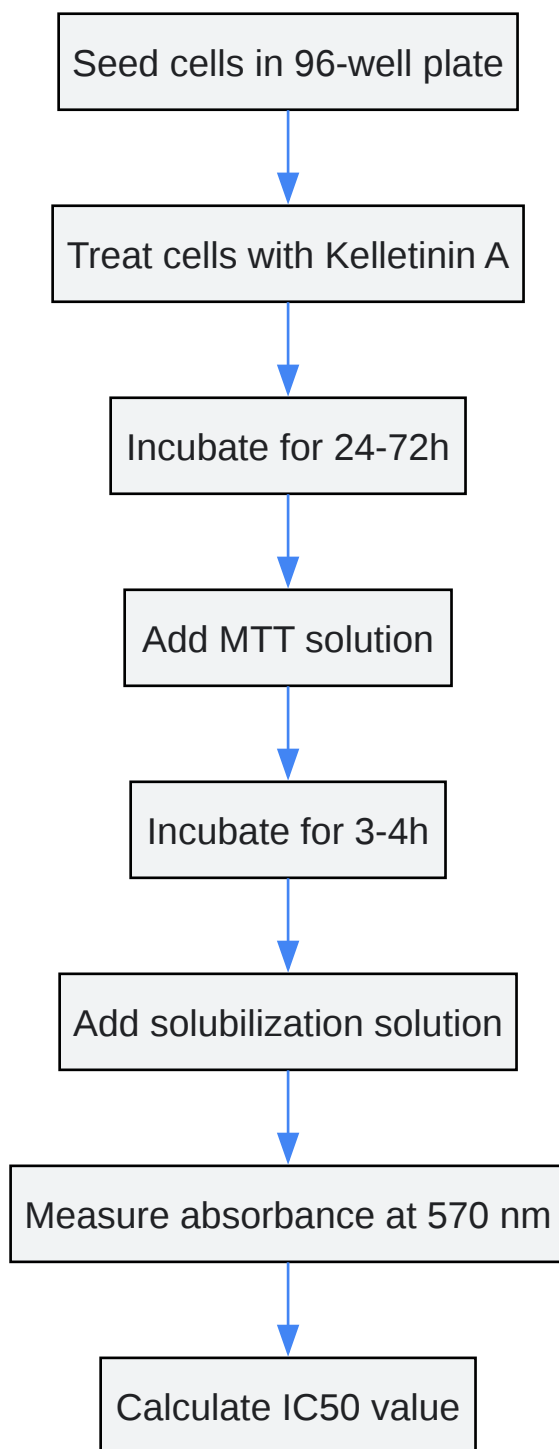 Seed cells in 96-well plate
Treat cells with Kelletinin A
Incubate for 24-72h
Add MTT solution
Incubate for 3-4h
Add solubilization solution
Measure absorbance at 570 nm
Calculate IC50 value